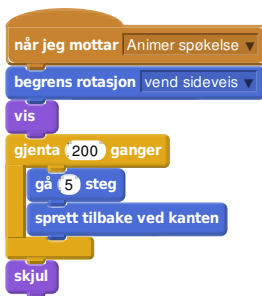 når jeg mottar Animer spøkelse
begrens rotasjon vend sideveis
vis
gjenta 200 ganger
gå 5 steg
sprett tilbake ved kanten
skjul